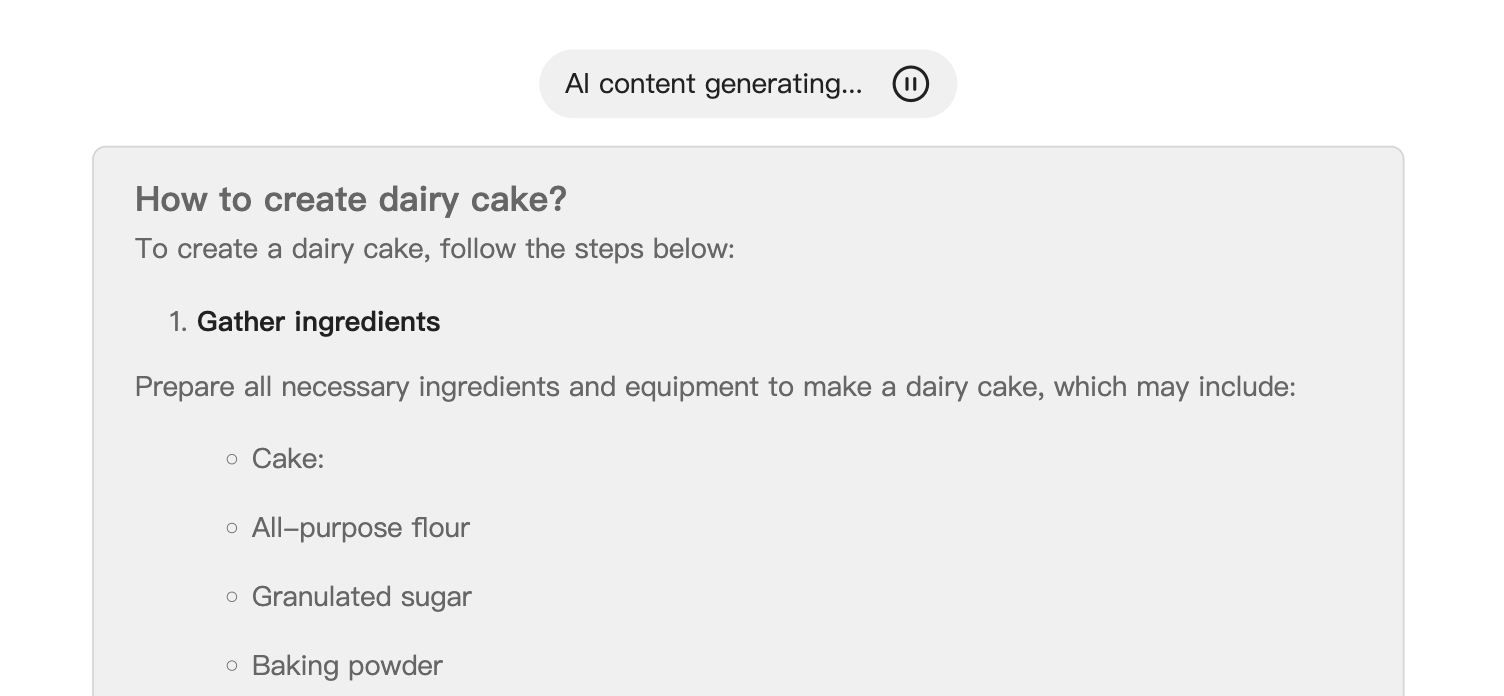 AI content generating...
How to create dairy cake?
To create a dairy cake, follow the steps below:
1. Gather ingredients
Prepare all necessary ingredients and equipment to make a dairy cake, which may include:
○ Cake:
○ All-purpose flour
○ Granulated sugar
○ Baking powder